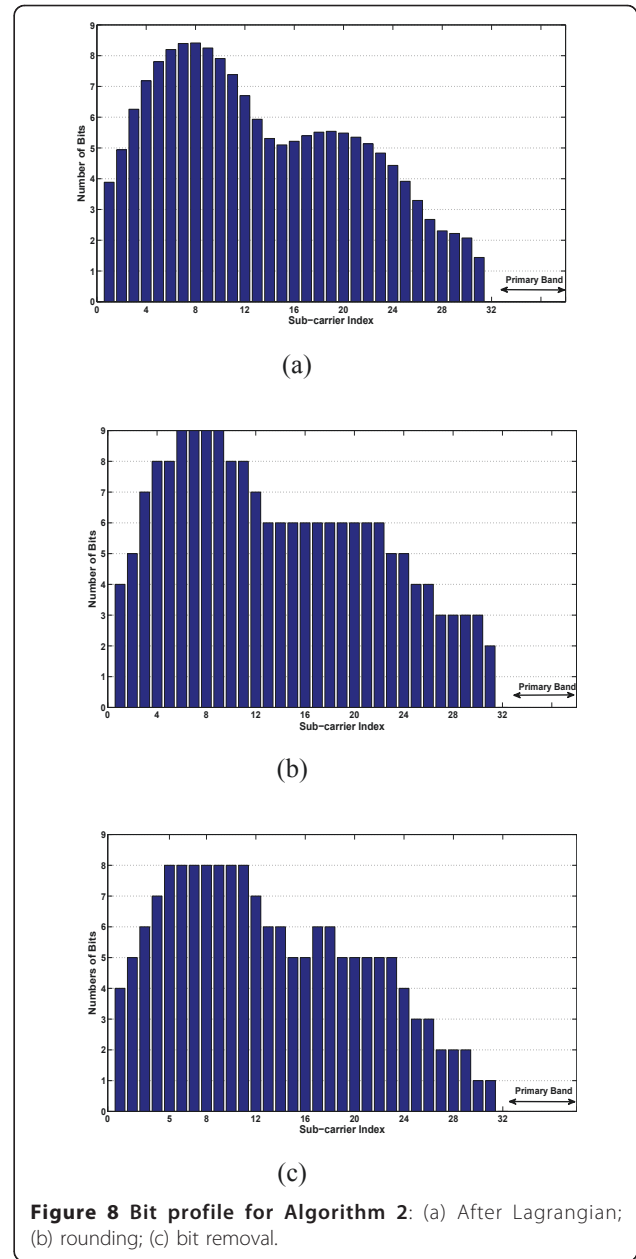 9
8
7
6
5
4
3
2
1
0
Number of Bits
Primary Band
0 4 8 12 16 20 24 28 32
Sub−carrier Index
(a)
9
8
7
6
5
4
3
2
1
0
Number of Bits
Primary Band
0 4 8 12 16 20 24 28 32
Sub−carrier Index
(b)
9
8
7
6
5
4
3
2
1
0
Numbers of Bits
Primary Band
0 5 8 12 16 20 24 28 32
Sub−carrier Index
(c)
Figure 8 Bit profile for Algorithm 2: (a) After Lagrangian;
(b) rounding; (c) bit removal.